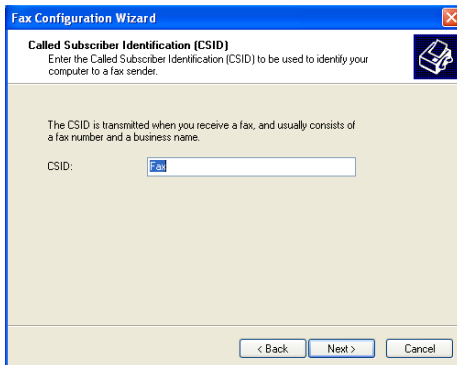 Fax Configuration Wizard
Called Subscriber Identification (CSID)
Enter the Called Subscriber Identification (CSID) to be used to identify your
computer to a fax sender.
The CSID is transmitted when you receive a fax, and usually consists of
a fax number and a business name.
CSID: Fax
< Back Next > Cancel